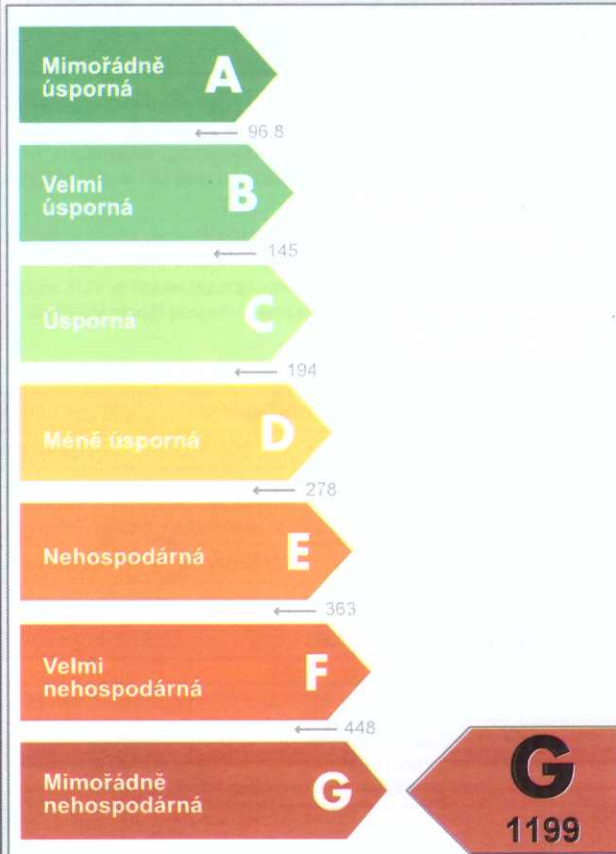 Mimořádně
úsporná A
96.8
Velmi
úsporná B
145
Úsporná C
194
Méně úsporná D
278
Nehospodárná E
363
Velmi
nehospodárná F
448
Mimořádně
nehospodárná G
G
1199